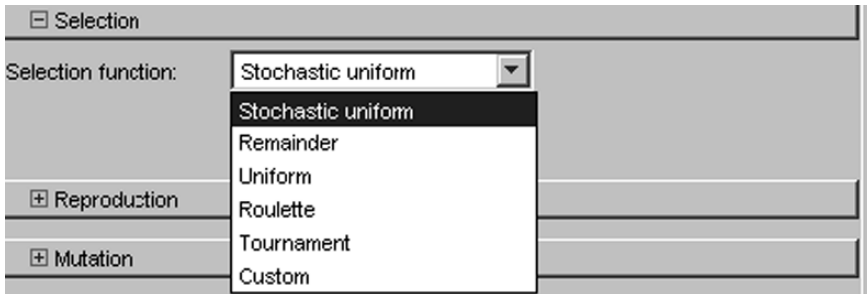 Selection
Selection function: Stochastic uniform
Stochastic uniform
Remainder
Uniform
Reproduction
Roulette
Tournament
Mutation
Custom